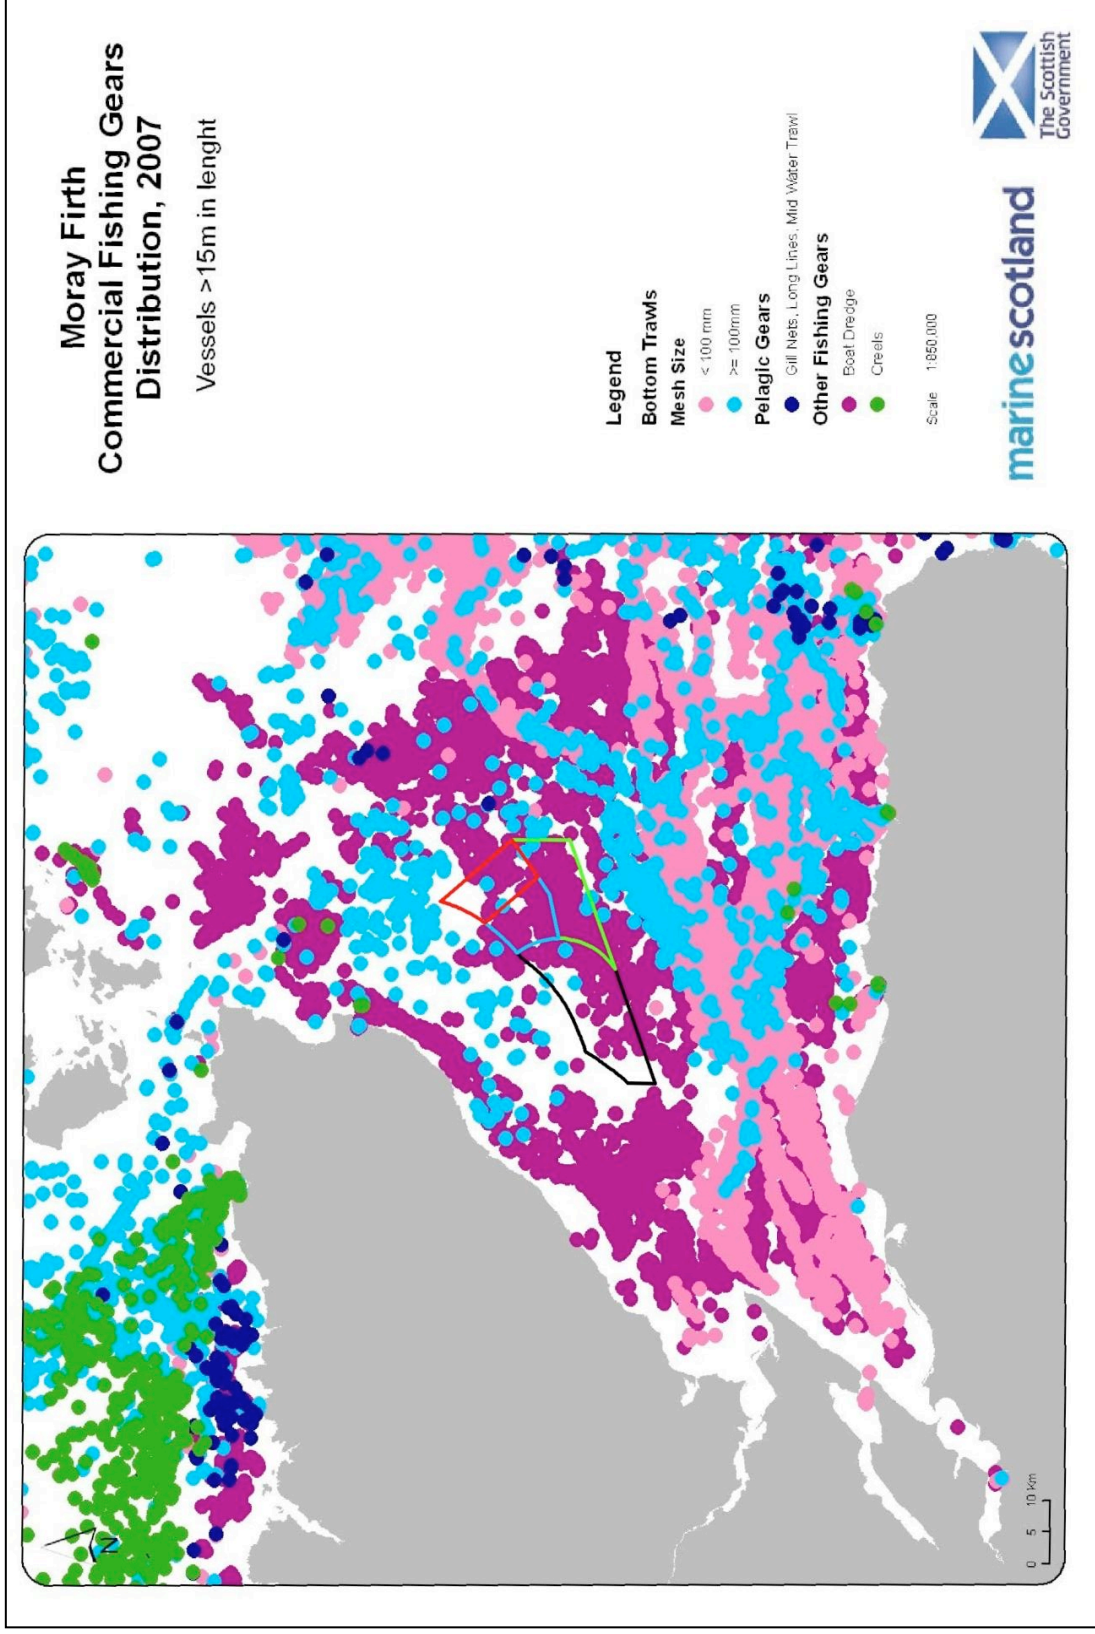 Moray Firth
Commercial Fishing Gears
Distribution, 2007
Vessels >15m in lenght
Legend
Bottom Trawls
Mesh Size
< 100 mm
>= 100mm
Pelagic Gears
Gill Nets, Long Lines, Mid Water Trawl
Other Fishing Gears
Boat Dredge
Creels
Scale 1:850,000
marinescotland
The Scottish
Government
N
0 5 10 Km